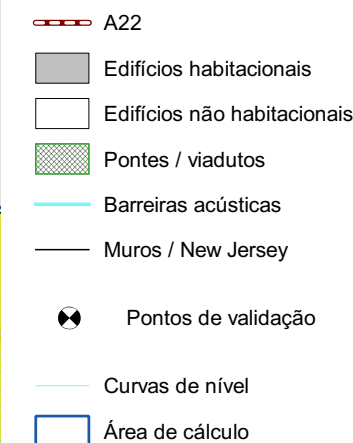 A22
Edifícios habitacionais
Edifícios não habitacionais
Pontes / viadutos
Barreiras acústicas
Muros / New Jersey
Pontos de validação
Curvas de nível
Área de cálculo